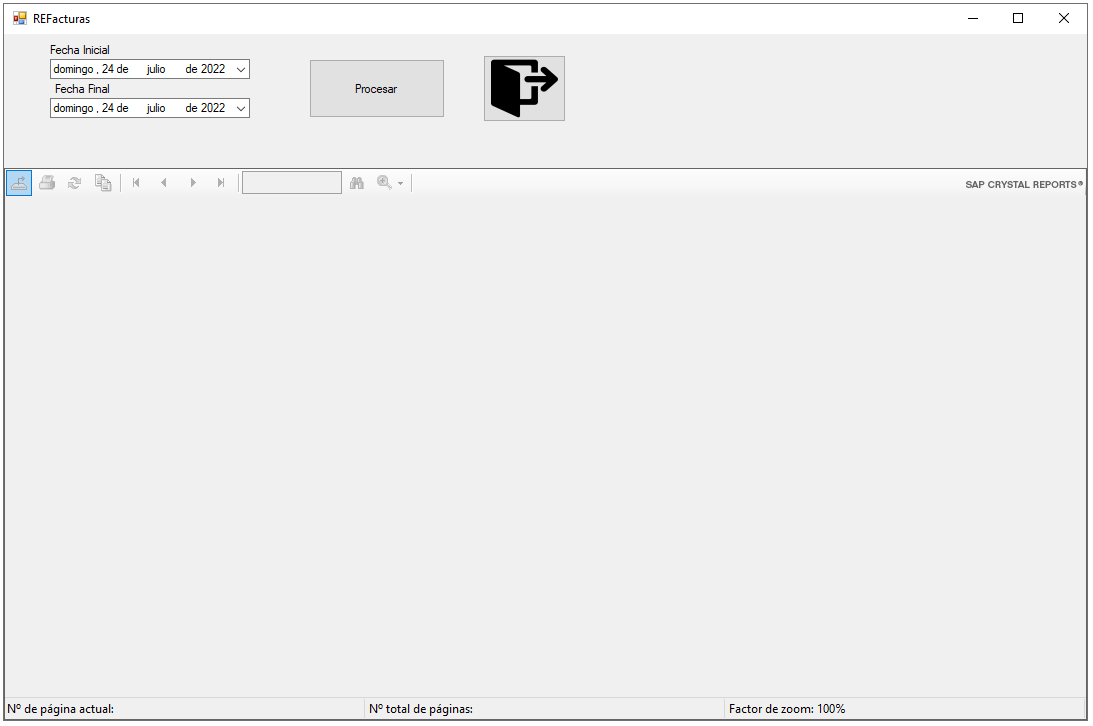 REFacturas
Fecha Inicial
domingo , 24 de julio de 2022
Fecha Final
domingo , 24 de julio de 2022
Procesar
SAP CRYSTAL REPORTS®
Nº de página actual: Nº total de páginas: Factor de zoom: 100%